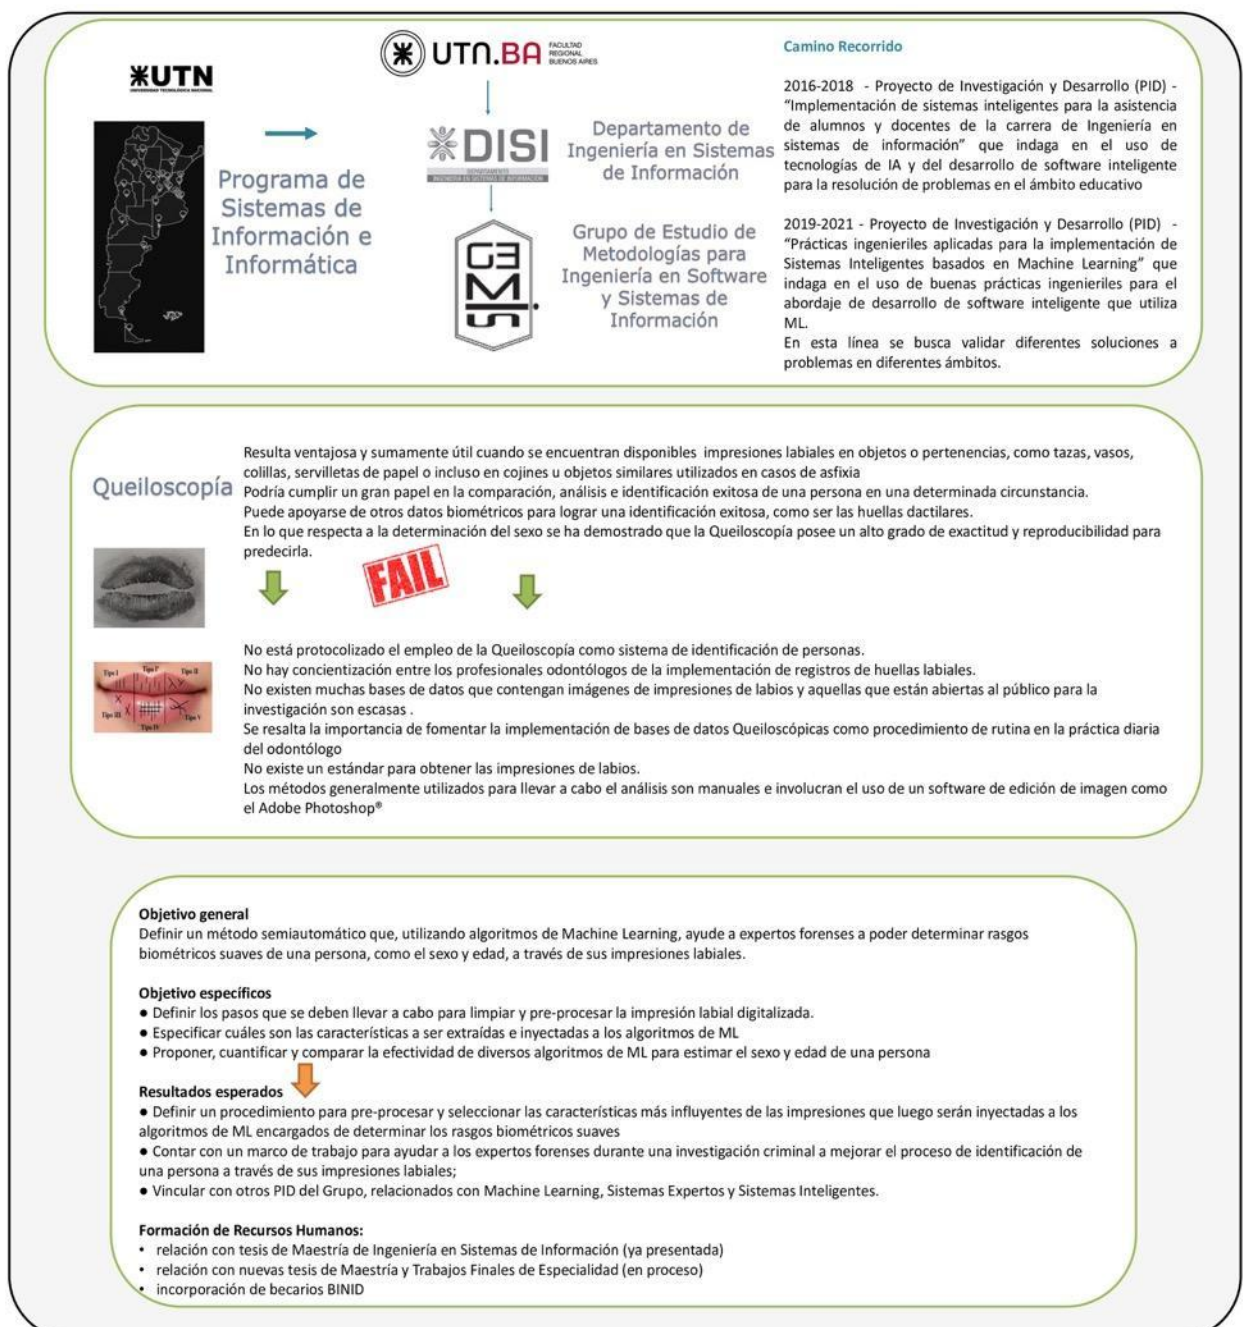 UTN
UNIVERSIDAD TECNOLÓGICA NACIONAL
Programa de
Sistemas de
Información e
Informática
UTN.BA
FACULTAD
REGIONAL
BUENOS AIRES
DISI
DEPARTAMENTO
INGENIERÍA EN SISTEMAS DE INFORMACIÓN
Departamento de
Ingeniería en Sistemas
de Información
GEMIS
Grupo de Estudio de
Metodologías para
Ingeniería en Software
y Sistemas de
Información
Camino Recorrido
2016-2018 - Proyecto de Investigación y Desarrollo (PID) -
“Implementación de sistemas inteligentes para la asistencia
de alumnos y docentes de la carrera de Ingeniería en
sistemas de información” que indaga en el uso de
tecnologías de IA y del desarrollo de software inteligente
para la resolución de problemas en el ámbito educativo
2019-2021 - Proyecto de Investigación y Desarrollo (PID) -
“Prácticas ingenieriles aplicadas para la implementación de
Sistemas Inteligentes basados en Machine Learning” que
indaga en el uso de buenas prácticas ingenieriles para el
abordaje de desarrollo de software inteligente que utiliza
ML.
En esta línea se busca validar diferentes soluciones a
problemas en diferentes ámbitos.
Queiloscopía
Resulta ventajosa y sumamente útil cuando se encuentran disponibles impresiones labiales en objetos o pertenencias, como tazas, vasos,
colillas, servilletas de papel o incluso en cojines u objetos similares utilizados en casos de asfixia
Podría cumplir un gran papel en la comparación, análisis e identificación exitosa de una persona en una determinada circunstancia.
Puede apoyarse de otros datos biométricos para lograr una identificación exitosa, como ser las huellas dactilares.
En lo que respecta a la determinación del sexo se ha demostrado que la Queiloscopía posee un alto grado de exactitud y reproducibilidad para
predecirla.
FAIL
Tipo I
Tipo I'
Tipo II
Tipo III
Tipo IV
Tipo V
No está protocolizado el empleo de la Queiloscopía como sistema de identificación de personas.
No hay concientización entre los profesionales odontólogos de la implementación de registros de huellas labiales.
No existen muchas bases de datos que contengan imágenes de impresiones de labios y aquellas que están abiertas al público para la
investigación son escasas .
Se resalta la importancia de fomentar la implementación de bases de datos Queiloscópicas como procedimiento de rutina en la práctica diaria
del odontólogo
No existe un estándar para obtener las impresiones de labios.
Los métodos generalmente utilizados para llevar a cabo el análisis son manuales e involucran el uso de un software de edición de imagen como
el Adobe Photoshop®
Objetivo general
Definir un método semiautomático que, utilizando algoritmos de Machine Learning, ayude a expertos forenses a poder determinar rasgos
biométricos suaves de una persona, como el sexo y edad, a través de sus impresiones labiales.
Objetivo específicos
● Definir los pasos que se deben llevar a cabo para limpiar y pre-procesar la impresión labial digitalizada.
● Especificar cuáles son las características a ser extraídas e inyectadas a los algoritmos de ML
● Proponer, cuantificar y comparar la efectividad de diversos algoritmos de ML para estimar el sexo y edad de una persona
Resultados esperados
● Definir un procedimiento para pre-procesar y seleccionar las características más influyentes de las impresiones que luego serán inyectadas a los
algoritmos de ML encargados de determinar los rasgos biométricos suaves
● Contar con un marco de trabajo para ayudar a los expertos forenses durante una investigación criminal a mejorar el proceso de identificación de
una persona a través de sus impresiones labiales;
● Vincular con otros PID del Grupo, relacionados con Machine Learning, Sistemas Expertos y Sistemas Inteligentes.
Formación de Recursos Humanos:
• relación con tesis de Maestría de Ingeniería en Sistemas de Información (ya presentada)
• relación con nuevas tesis de Maestría y Trabajos Finales de Especialidad (en proceso)
• incorporación de becarios BINID